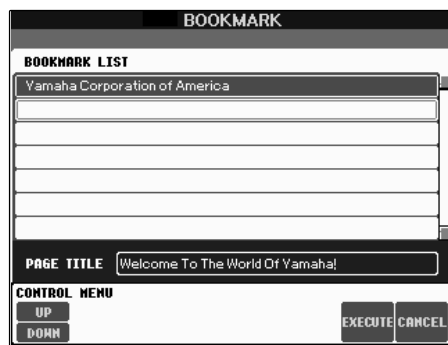 BOOKMARK
BOOKMARK LIST
Yamaha Corporation of America
PAGE TITLE Welcome To The World Of Yamaha!
CONTROL MENU
UP
DOWN
EXECUTE CANCEL